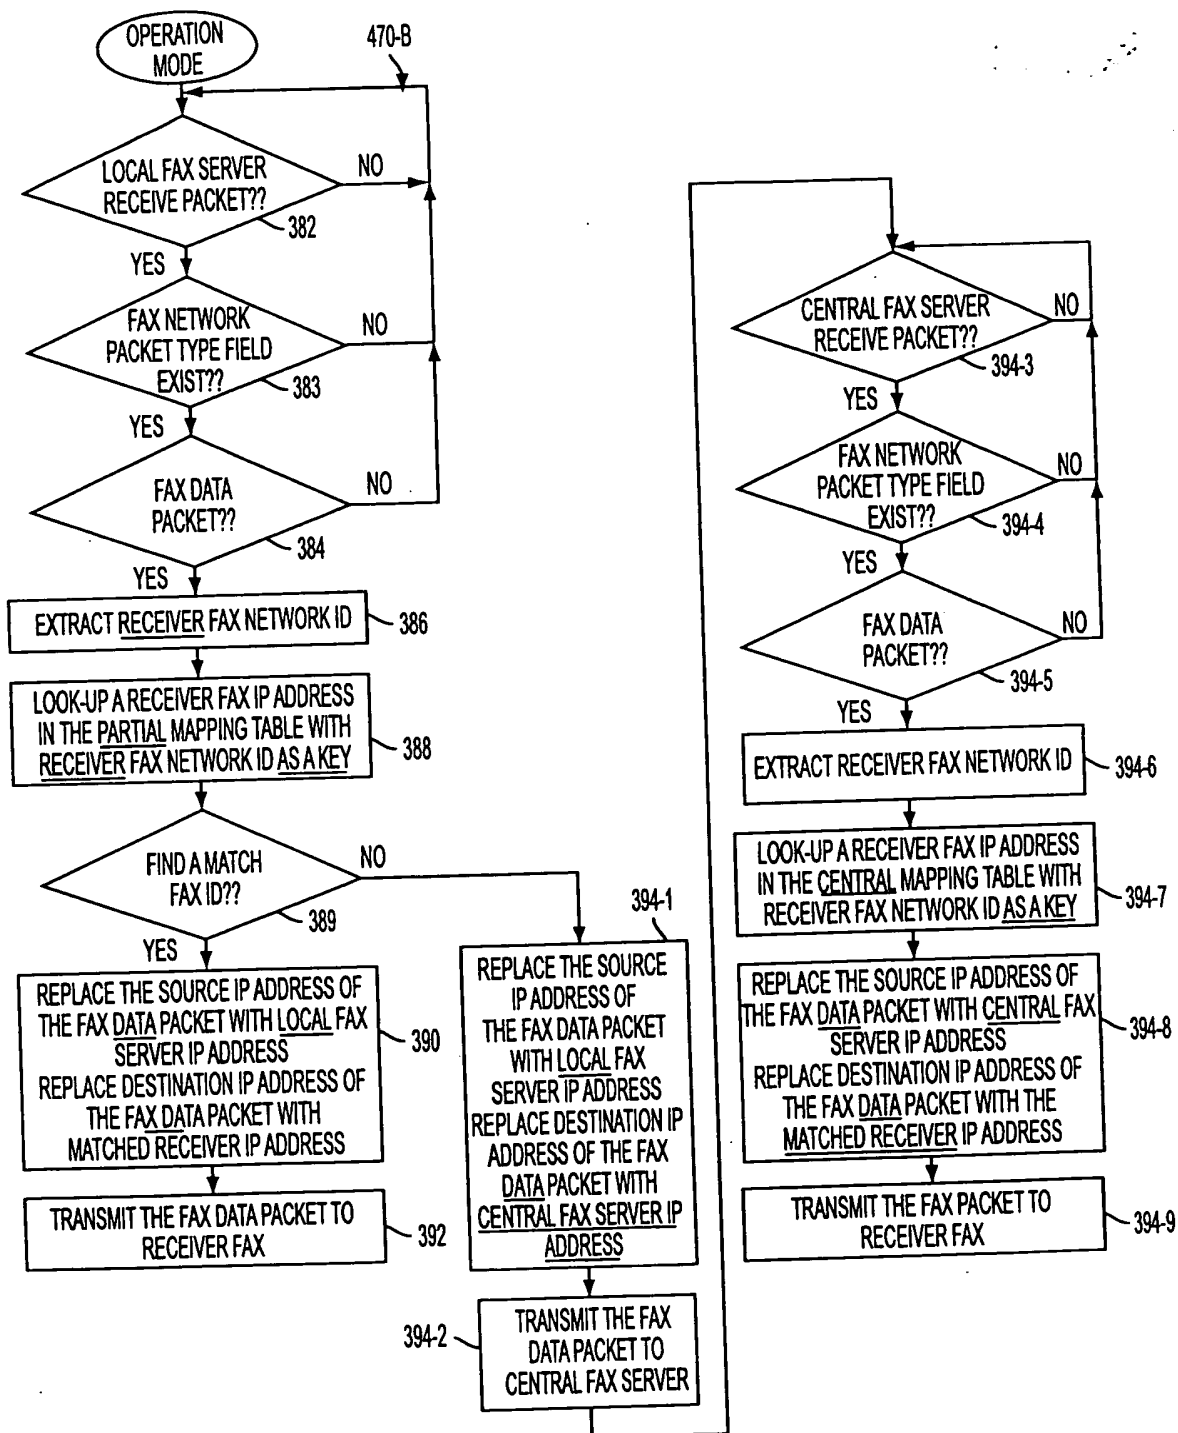 OPERATION
MODE
470-B
LOCAL FAX SERVER
RECEIVE PACKET??
NO
382
YES
FAX NETWORK
PACKET TYPE FIELD
EXIST??
NO
383
YES
FAX DATA
PACKET??
NO
384
YES
EXTRACT RECEIVER FAX NETWORK ID
386
LOOK-UP A RECEIVER FAX IP ADDRESS
IN THE PARTIAL MAPPING TABLE WITH
RECEIVER FAX NETWORK ID AS A KEY
388
FIND A MATCH
FAX ID??
NO
389
YES
REPLACE THE SOURCE IP ADDRESS OF
THE FAX DATA PACKET WITH LOCAL FAX
SERVER IP ADDRESS
REPLACE DESTINATION IP ADDRESS OF
THE FAX DATA PACKET WITH
MATCHED RECEIVER IP ADDRESS
390
TRANSMIT THE FAX DATA PACKET TO
RECEIVER FAX
392
394-1
REPLACE THE SOURCE
IP ADDRESS OF
THE FAX DATA PACKET
WITH LOCAL FAX
SERVER IP ADDRESS
REPLACE DESTINATION IP
ADDRESS OF THE FAX
DATA PACKET WITH
CENTRAL FAX SERVER IP
ADDRESS
394-2
TRANSMIT THE FAX
DATA PACKET TO
CENTRAL FAX SERVER
CENTRAL FAX SERVER
RECEIVE PACKET??
NO
394-3
YES
FAX NETWORK
PACKET TYPE FIELD
EXIST??
NO
394-4
YES
FAX DATA
PACKET??
NO
394-5
YES
EXTRACT RECEIVER FAX NETWORK ID
394-6
LOOK-UP A RECEIVER FAX IP ADDRESS
IN THE CENTRAL MAPPING TABLE WITH
RECEIVER FAX NETWORK ID AS A KEY
394-7
REPLACE THE SOURCE IP ADDRESS OF
THE FAX DATA PACKET WITH CENTRAL FAX
SERVER IP ADDRESS
REPLACE DESTINATION IP ADDRESS OF
THE FAX DATA PACKET WITH THE
MATCHED RECEIVER IP ADDRESS
394-8
TRANSMIT THE FAX PACKET TO
RECEIVER FAX
394-9